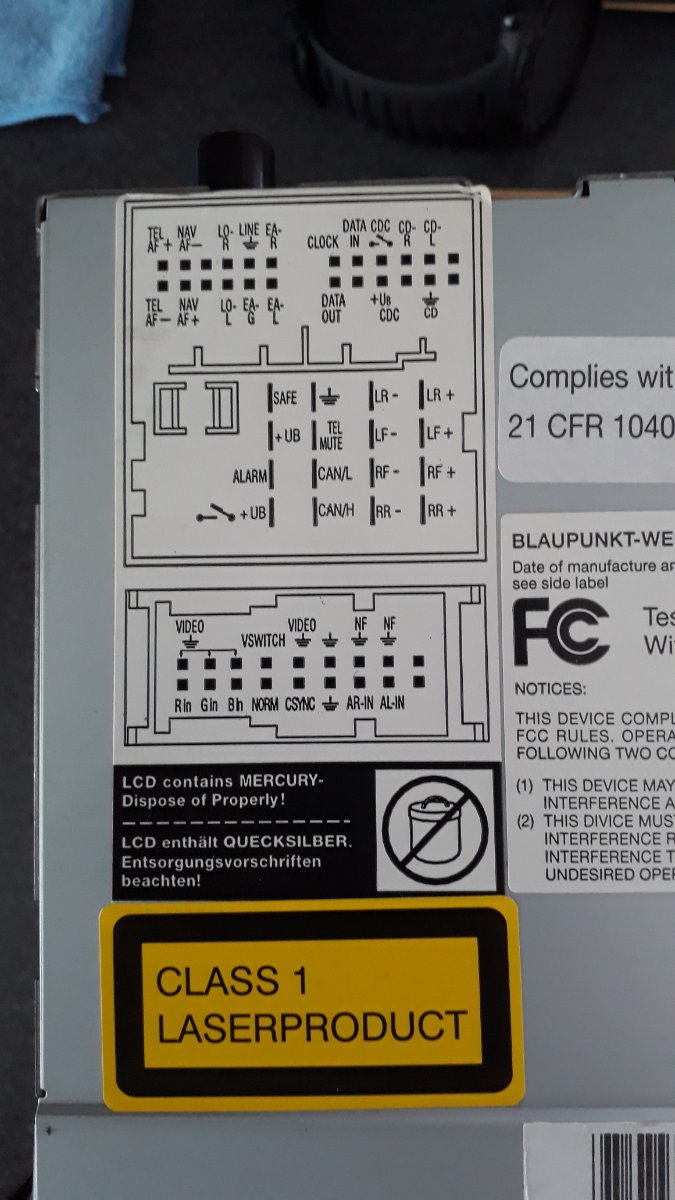 TEL NAV LO- LINE EA-
AF+ AF- R R
DATA CDC CD- CD-
CLOCK IN R L
TEL NAV LO- EA- EA-
AF- AF+ L G L
DATA +UB
OUT CDC CD
SAFE LR - LR +
+UB TEL MUTE LF- LF+
ALARM CAN/L RF - RF +
+UB CAN/H RR - RR +
VIDEO VIDEO NF NF
VSWITCH
R in G in B in NORM CSYNC AR-IN AL-IN
LCD contains MERCURY-
Dispose of Properly!
LCD enthält QUECKSILBER.
Entsorgungsvorschriften
beachten!
CLASS 1
LASERPRODUCT
Complies wit
21 CFR 1040
BLAUPUNKT-WE
Date of manufacture ar
see side label
FC
Tes
Wi
NOTICES:
THIS DEVICE COMPL
FCC RULES. OPERA
FOLLOWING TWO CO
(1) THIS DEVICE MAY
INTERFERENCE A
(2) THIS DIVICE MUST
INTERFERENCE R
INTERFERENCE T
UNDESIRED OPER